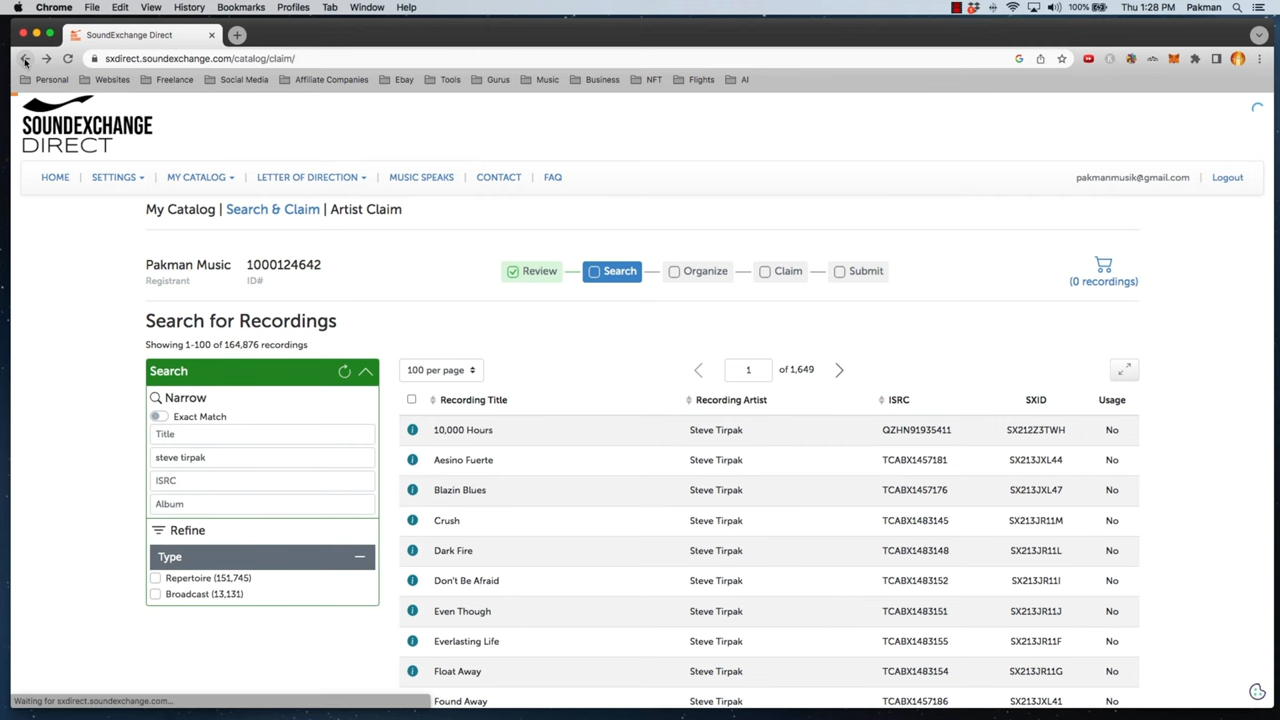 Chrome File Edit View History Bookmarks Profiles Tab Window Help 100% Thu 1:28 PM Pakman
SoundExchange Direct
sxdirect.soundexchange.com/catalog/claim/
Personal Websites Freelance Social Media Affiliate Companies Ebay Tools Gurus Music Business NFT Flights AI
SOUNDEXCHANGE
DIRECT
HOME SETTINGS MY CATALOG LETTER OF DIRECTION MUSIC SPEAKS CONTACT FAQ pakmanmusik@gmail.com Logout
My Catalog | Search & Claim | Artist Claim
Pakman Music 1000124642
Registrant ID#
Review Search Organize Claim Submit
(0 recordings)
Search for Recordings
Showing 1-100 of 164,876 recordings
Search
Narrow
Exact Match
Title
steve tirpak
ISRC
Album
Refine
Type
Repertoire (151,745)
Broadcast (13,131)
100 per page 1 of 1,649
Recording Title Recording Artist ISRC SXID Usage
10,000 Hours Steve Tirpak QZHN91935411 SX212Z3TWH No
Aesino Fuerte Steve Tirpak TCABX1457181 SX213JXL44 No
Blazin Blues Steve Tirpak TCABX1457176 SX213JXL47 No
Crush Steve Tirpak TCABX1483145 SX213JR11M No
Dark Fire Steve Tirpak TCABX1483148 SX213JR11L No
Don't Be Afraid Steve Tirpak TCABX1483152 SX213JR11I No
Even Though Steve Tirpak TCABX1483151 SX213JR11J No
Everlasting Life Steve Tirpak TCABX1483155 SX213JR11F No
Float Away Steve Tirpak TCABX1483154 SX213JR11G No
Found Away Steve Tirpak TCABX1457186 SX213JXL41 No
Waiting for sxdirect.soundexchange.com...